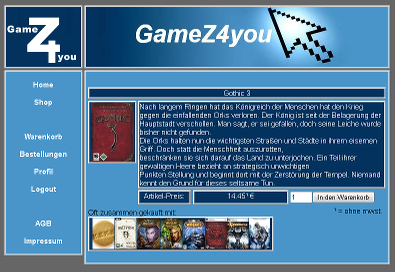 Game Z 4 you
GameZ4you
Home
Shop
Warenkorb
Bestellungen
Profil
Logout
AGB
Impressum
Gothic 3
Nach langem Ringen hat das Königreich der Menschen hat den Krieg
gegen die einfallenden Orks verloren. Der König ist seit der Belagerung der
Hauptstadt verschollen. Man sagt, er sei gefallen, doch seine Leiche wurde
bisher nicht gefunden.
Die Orks halten nun die wichtigsten Straßen und Städte in ihrem eisernen
Griff. Doch statt die Menschheit auszurotten,
beschränken sie sich darauf das Land zu unterjochen. Ein Teil ihrer
gewaltigen Heere bezieht an strategisch unwichtigen
Punkten Stellung und beginnt dort mit der Zerstörung der Tempel. Niemand
kennt den Grund für dieses seltsame Tun.
Artikel-Preis:
14.45*€
1
In den Warenkorb
* = ohne mwst.
Oft zusammen gekauft mit: